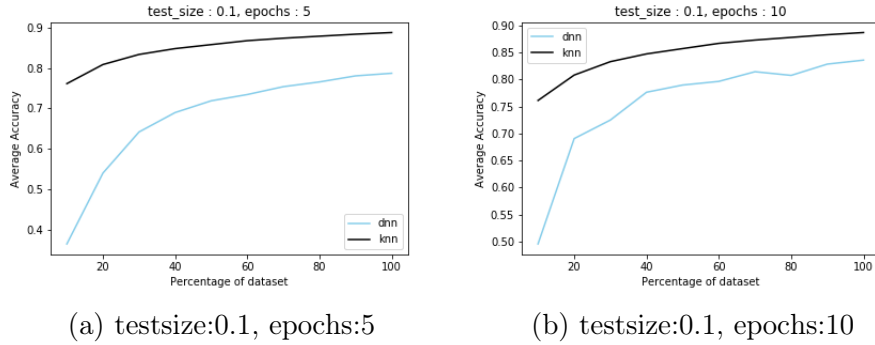 test_size : 0.1, epochs : 5
0.9
0.8
0.7
0.6
0.5
0.4
Average Accuracy
dnn
knn
20 40 60 80 100
Percentage of dataset
(a) testsize:0.1, epochs:5
test_size : 0.1, epochs : 10
0.90
0.85
0.80
0.75
0.70
0.65
0.60
0.55
0.50
Average Accuracy
dnn
knn
20 40 60 80 100
Percentage of dataset
(b) testsize:0.1, epochs:10